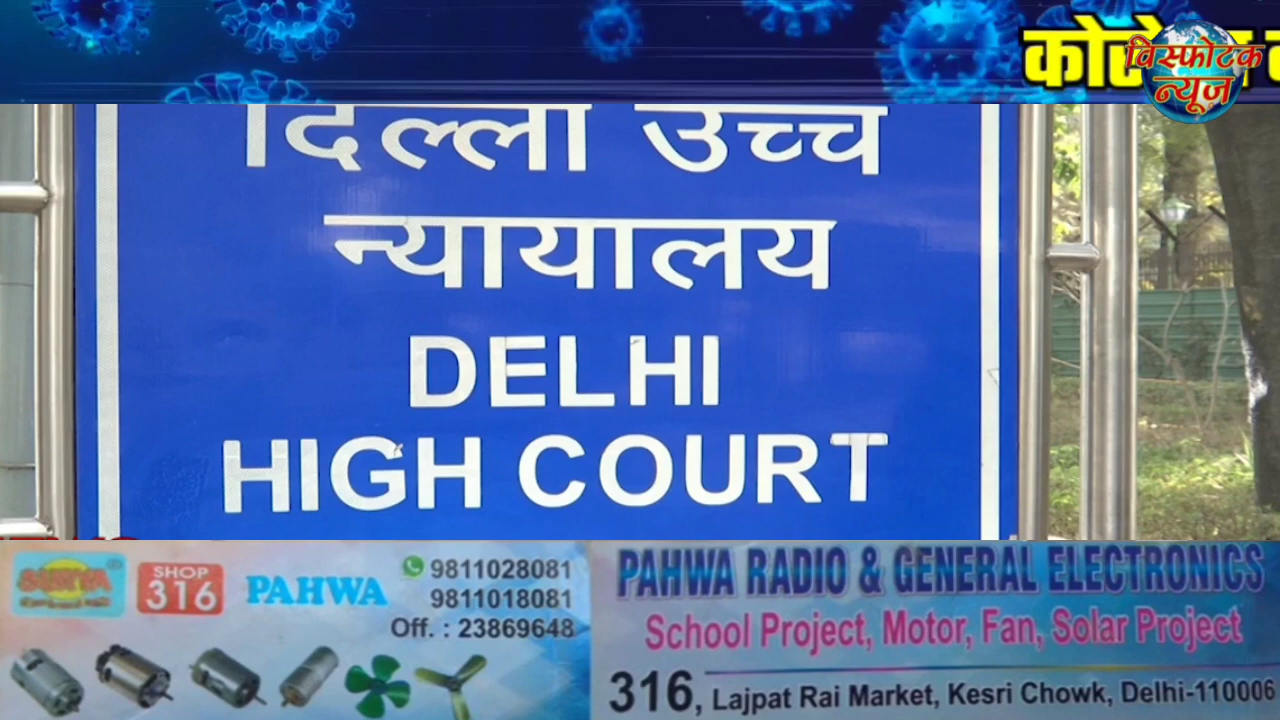 विस्फोटक
न्यूज़
दिल्ली उच्च
न्यायालय
DELHI
HIGH COURT
SHOP
316
PAHWA
9811028081
9811018081
Off. : 23869648
PAHWA RADIO & GENERAL ELECTRONICS
School Project, Motor, Fan, Solar Project
316, Lajpat Rai Market, Kesri Chowk, Delhi-110006